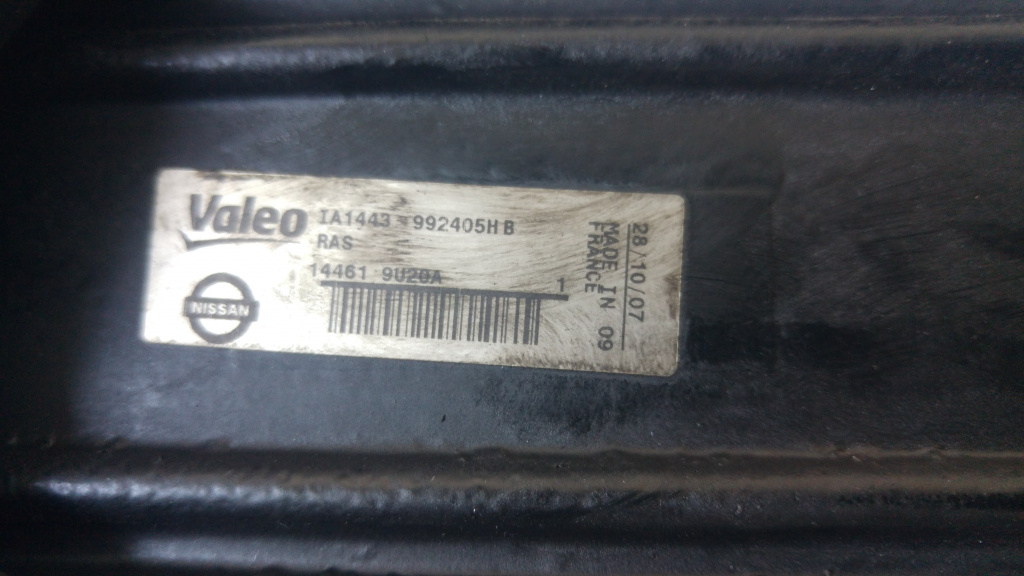 Valeo
IA1443 992405H B
RAS
14461 9U20A
1
NISSAN
28/10/07
MADE IN 09
FRANCE